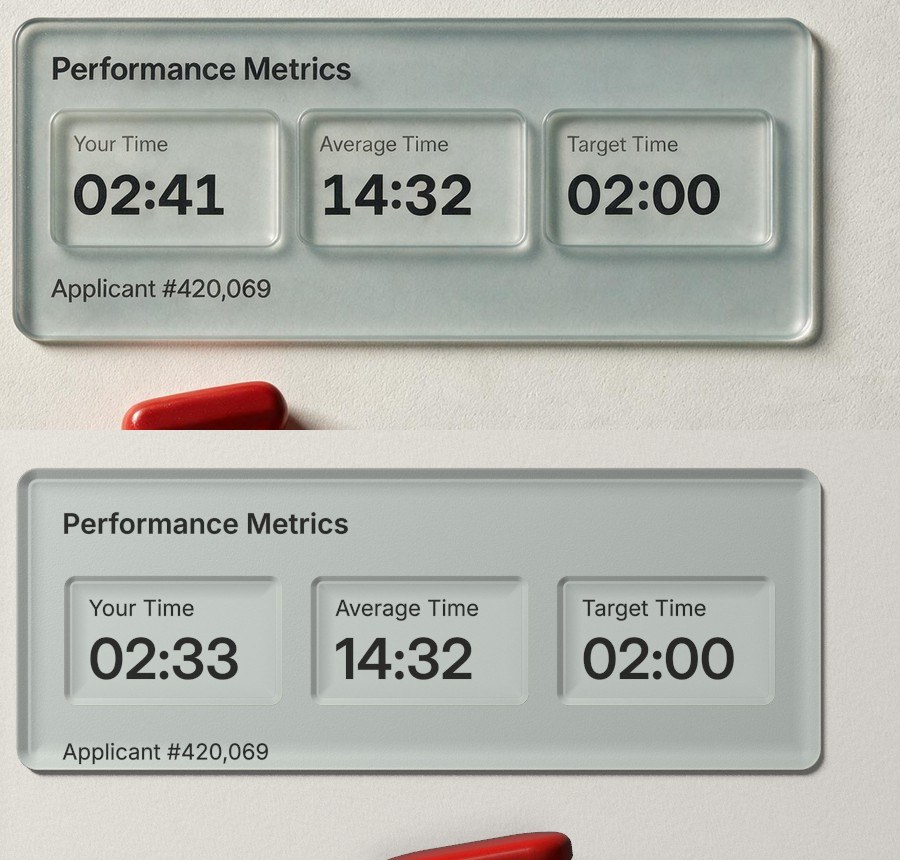 Performance Metrics
Your Time
Average Time
Target Time
02:41
14:32
02:00
Applicant #420,069
Performance Metrics
Your Time
Average Time
Target Time
02:33
14:32
02:00
Applicant #420,069